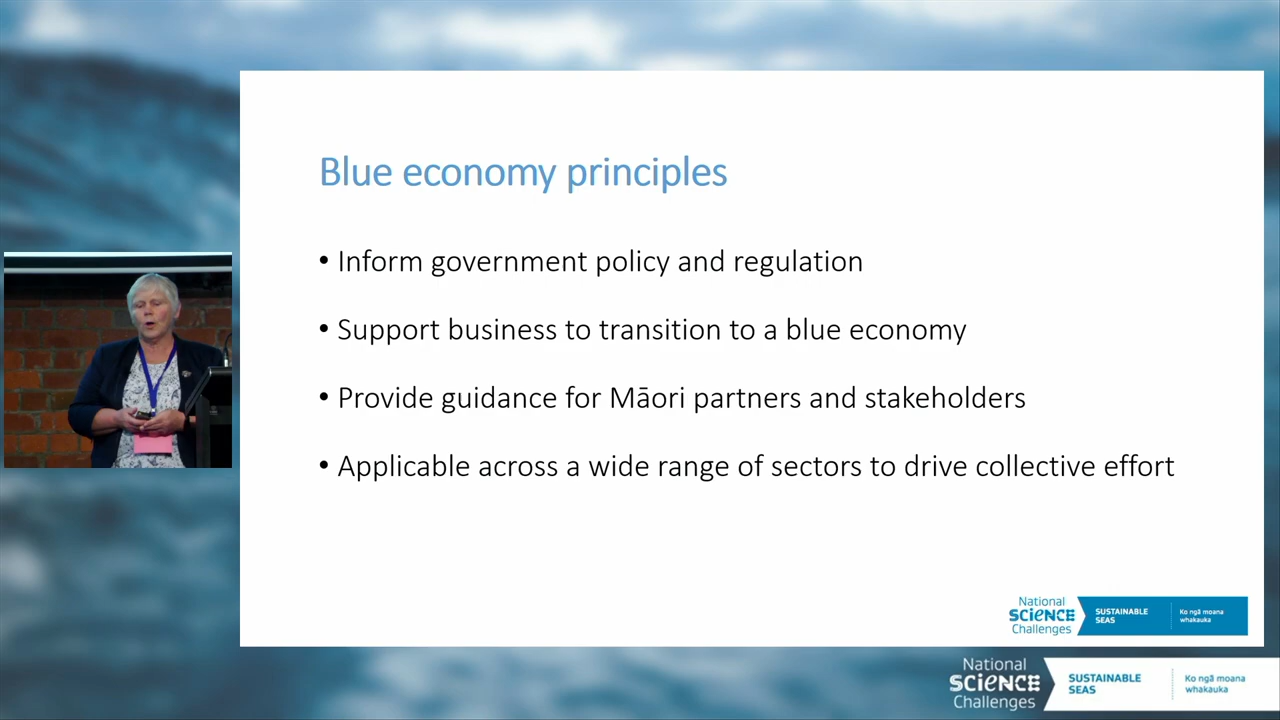 Blue economy principles
• Inform government policy and regulation
• Support business to transition to a blue economy
• Provide guidance for Māori partners and stakeholders
• Applicable across a wide range of sectors to drive collective effort
National
SCIENCE
Challenges
SUSTAINABLE
SEAS
Ko ngā moana
whakauka
National
SCIENCE
Challenges
SUSTAINABLE
SEAS
Ko ngā moana
whakauka